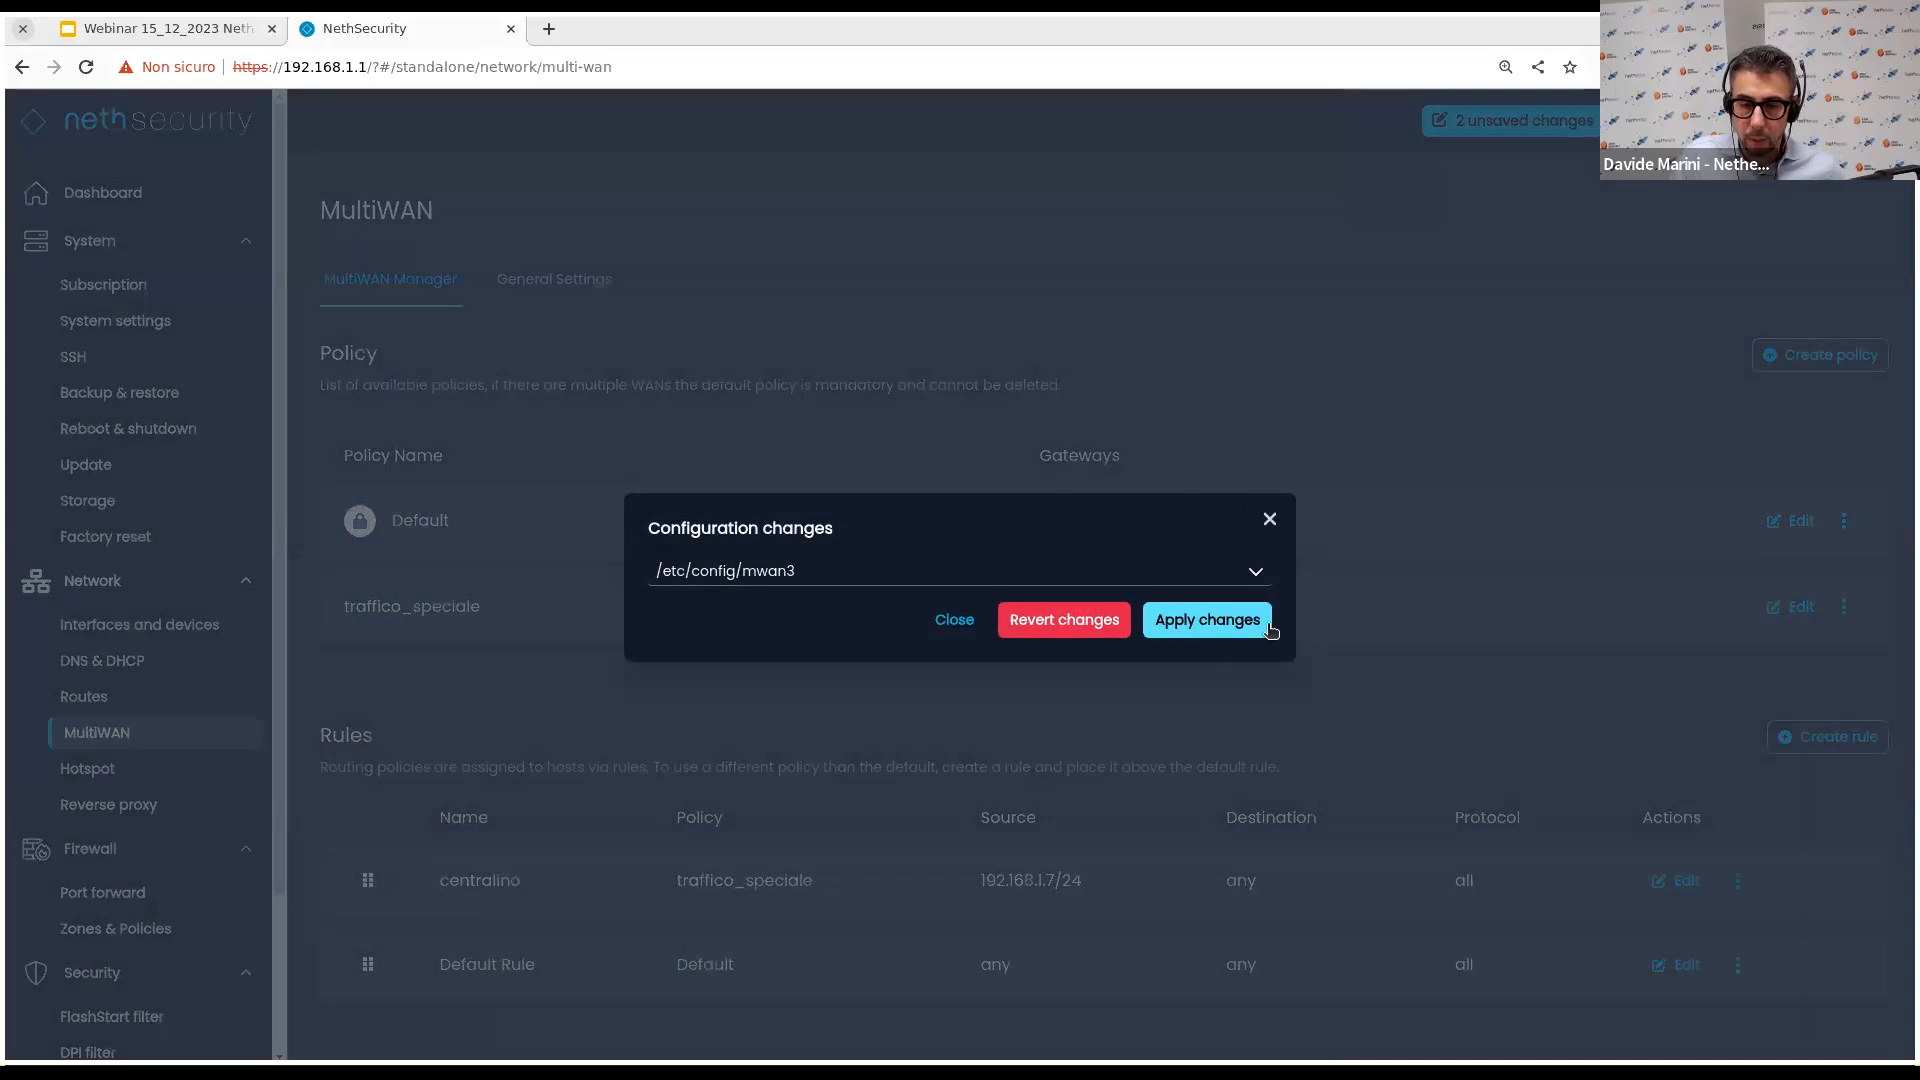 Webinar 15_12_2023 Neth
NethSecurity
Non sicuro
https://192.168.1.1/?#/standalone/network/multi-wan
nethsecurity
2 unsaved changes
Davide Marini - Nethe...
Dashboard
System
Subscription
System settings
SSH
Backup & restore
Reboot & shutdown
Update
Storage
Factory reset
Network
Interfaces and devices
DNS & DHCP
Routes
MultiWAN
Hotspot
Reverse proxy
Firewall
Port forward
Zones & Policies
Security
FlashStart filter
DPI filter
MultiWAN
MultiWAN Manager
General Settings
Policy
Create policy
List of available policies, if there are multiple WANs the default policy is mandatory and cannot be deleted.
Policy Name
Gateways
Default
Edit
traffico_speciale
Edit
Configuration changes
/etc/config/mwan3
Close
Revert changes
Apply changes
Rules
Create rule
Routing policies are assigned to hosts via rules. To use a different policy than the default, create a rule and place it above the default rule.
Name Policy Source Destination Protocol Actions
centralino traffico_speciale 192.168.1.7/24 any all Edit
Default Rule Default any any all Edit